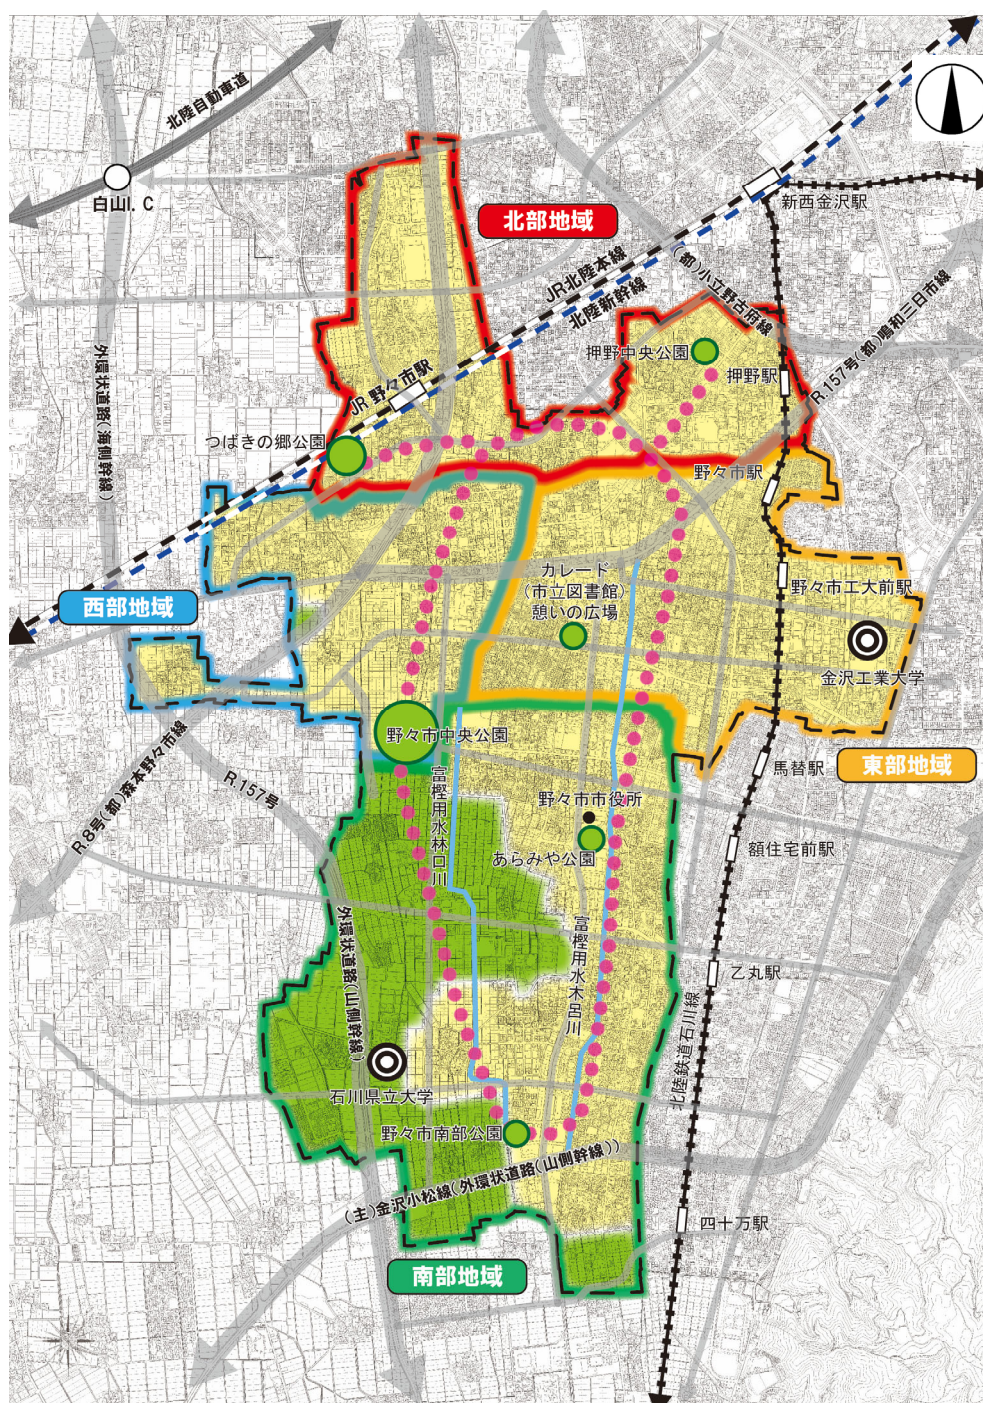 北陸自動車道
白山I.C
新西金沢駅
北部地域
JR北陸本線
北陸新幹線
(都)小立野古府線
R.157号(都)鳴和三日市線
外環状道路(海側幹線)
押野中央公園
押野駅
JR 野々市駅
つばきの郷公園
野々市駅
カレード
(市立図書館)
憩いの広場
野々市工大前駅
西部地域
金沢工業大学
野々市中央公園
東部地域
馬替駅
R.8号(都)森本野々市線
R.157号
富樫用水林口川
野々市市役所
あらみや公園
額住宅前駅
外環状道路(山側幹線)
富樫用水木呂川
乙丸駅
北陸鉄道石川線
石川県立大学
野々市南部公園
(主)金沢小松線(外環状道路(山側幹線))
四十万駅
南部地域